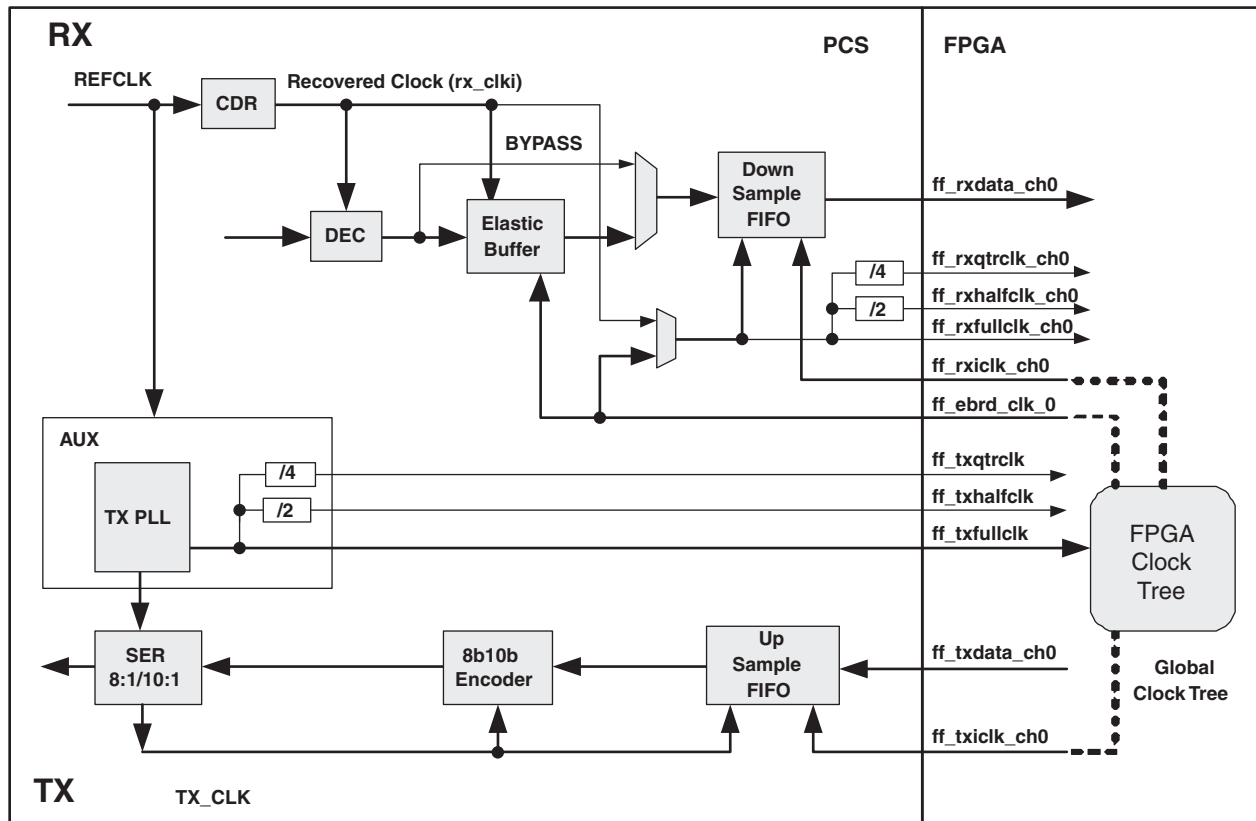 RX
PCS
FPGA
REFCLK
CDR
Recovered Clock (rx_clki)
BYPASS
DEC
Elastic
Buffer
Down
Sample
FIFO
ff_rxdata_ch0
/4
ff_rxqtrclk_ch0
/2
ff_rxhalfclk_ch0
ff_rxfullclk_ch0
ff_rxiclk_ch0
ff_ebrd_clk_0
AUX
TX PLL
/4
ff_txqtrclk
/2
ff_txhalfclk
ff_txfullclk
FPGA
Clock
Tree
SER
8:1/10:1
8b10b
Encoder
Up
Sample
FIFO
ff_txdata_ch0
Global
Clock Tree
ff_txiclk_ch0
TX
TX_CLK